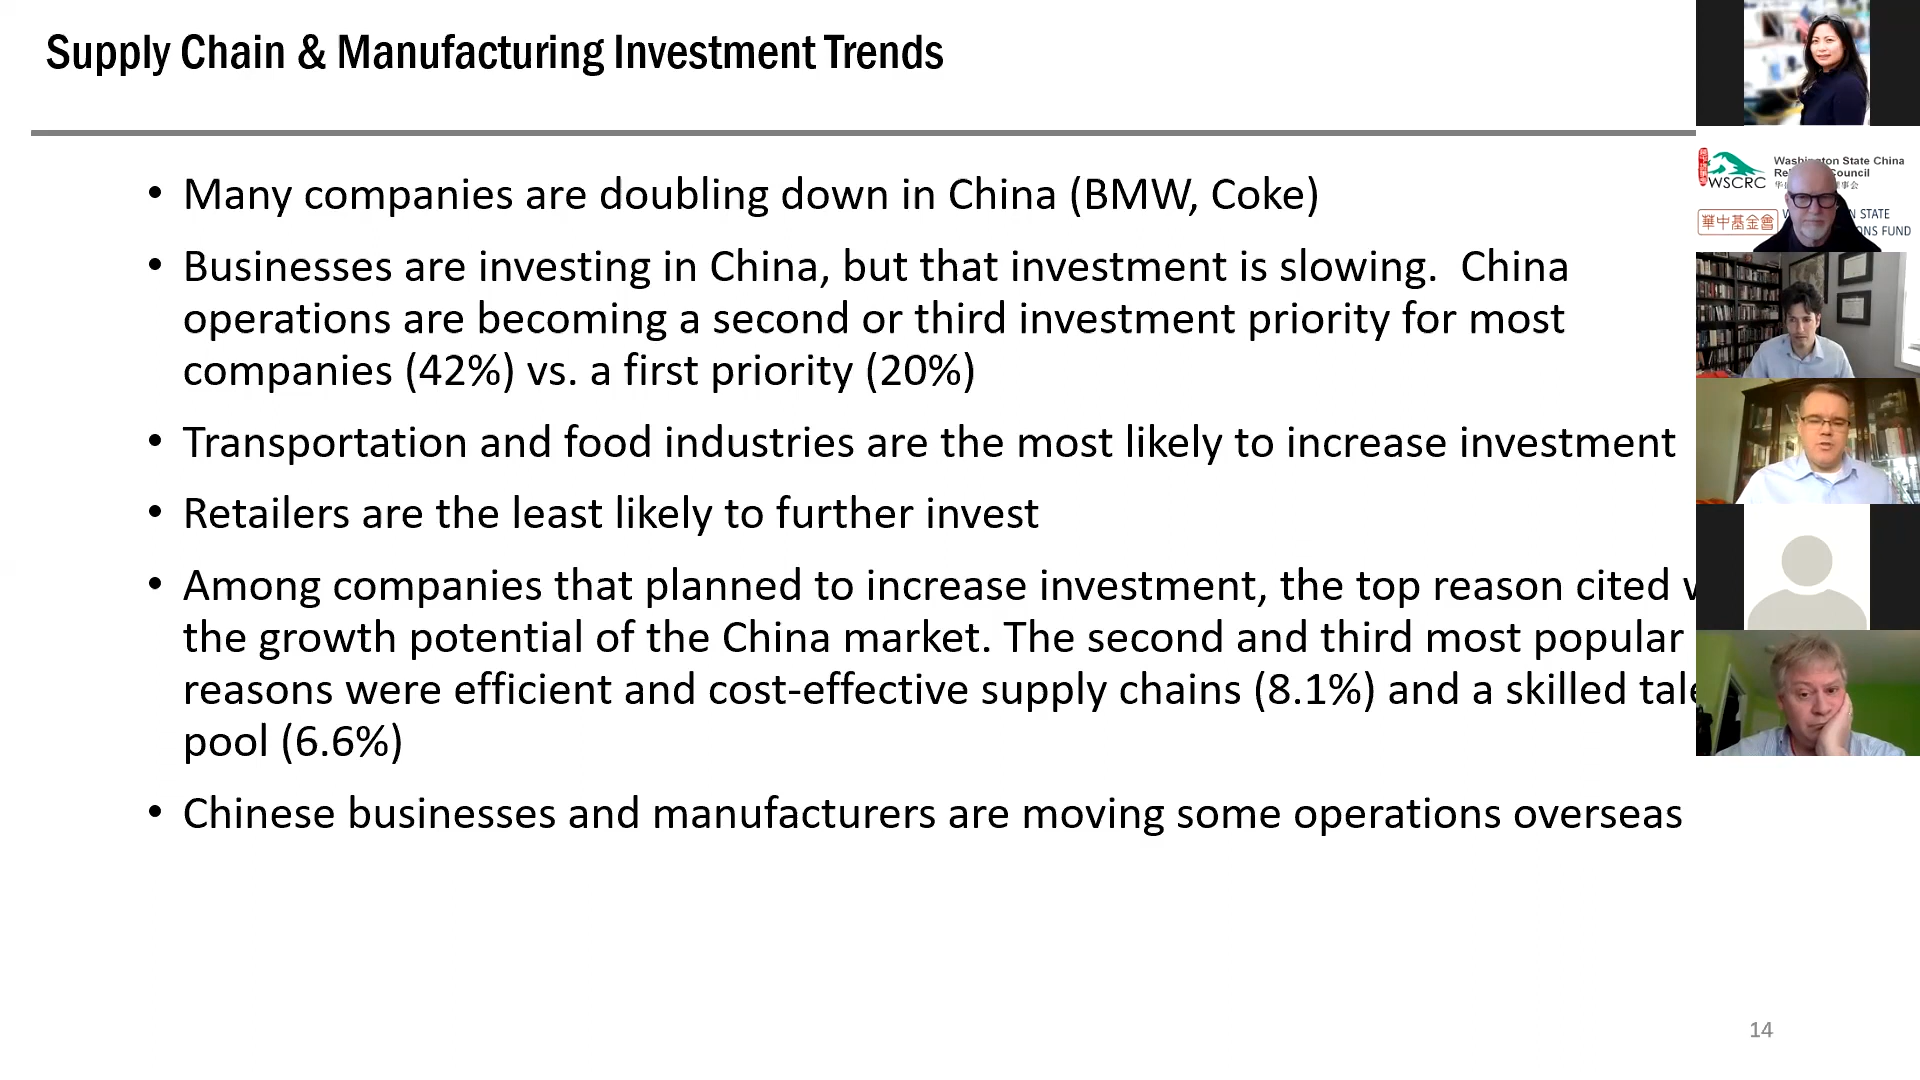 Supply Chain & Manufacturing Investment Trends
• Many companies are doubling down in China (BMW, Coke)
• Businesses are investing in China, but that investment is slowing. China
operations are becoming a second or third investment priority for most
companies (42%) vs. a first priority (20%)
• Transportation and food industries are the most likely to increase investment
• Retailers are the least likely to further invest
• Among companies that planned to increase investment, the top reason cited
the growth potential of the China market. The second and third most popular
reasons were efficient and cost-effective supply chains (8.1%) and a skilled
pool (6.6%)
• Chinese businesses and manufacturers are moving some operations overseas
14
State China
WSCRC
華中基金會
STATE
FUND